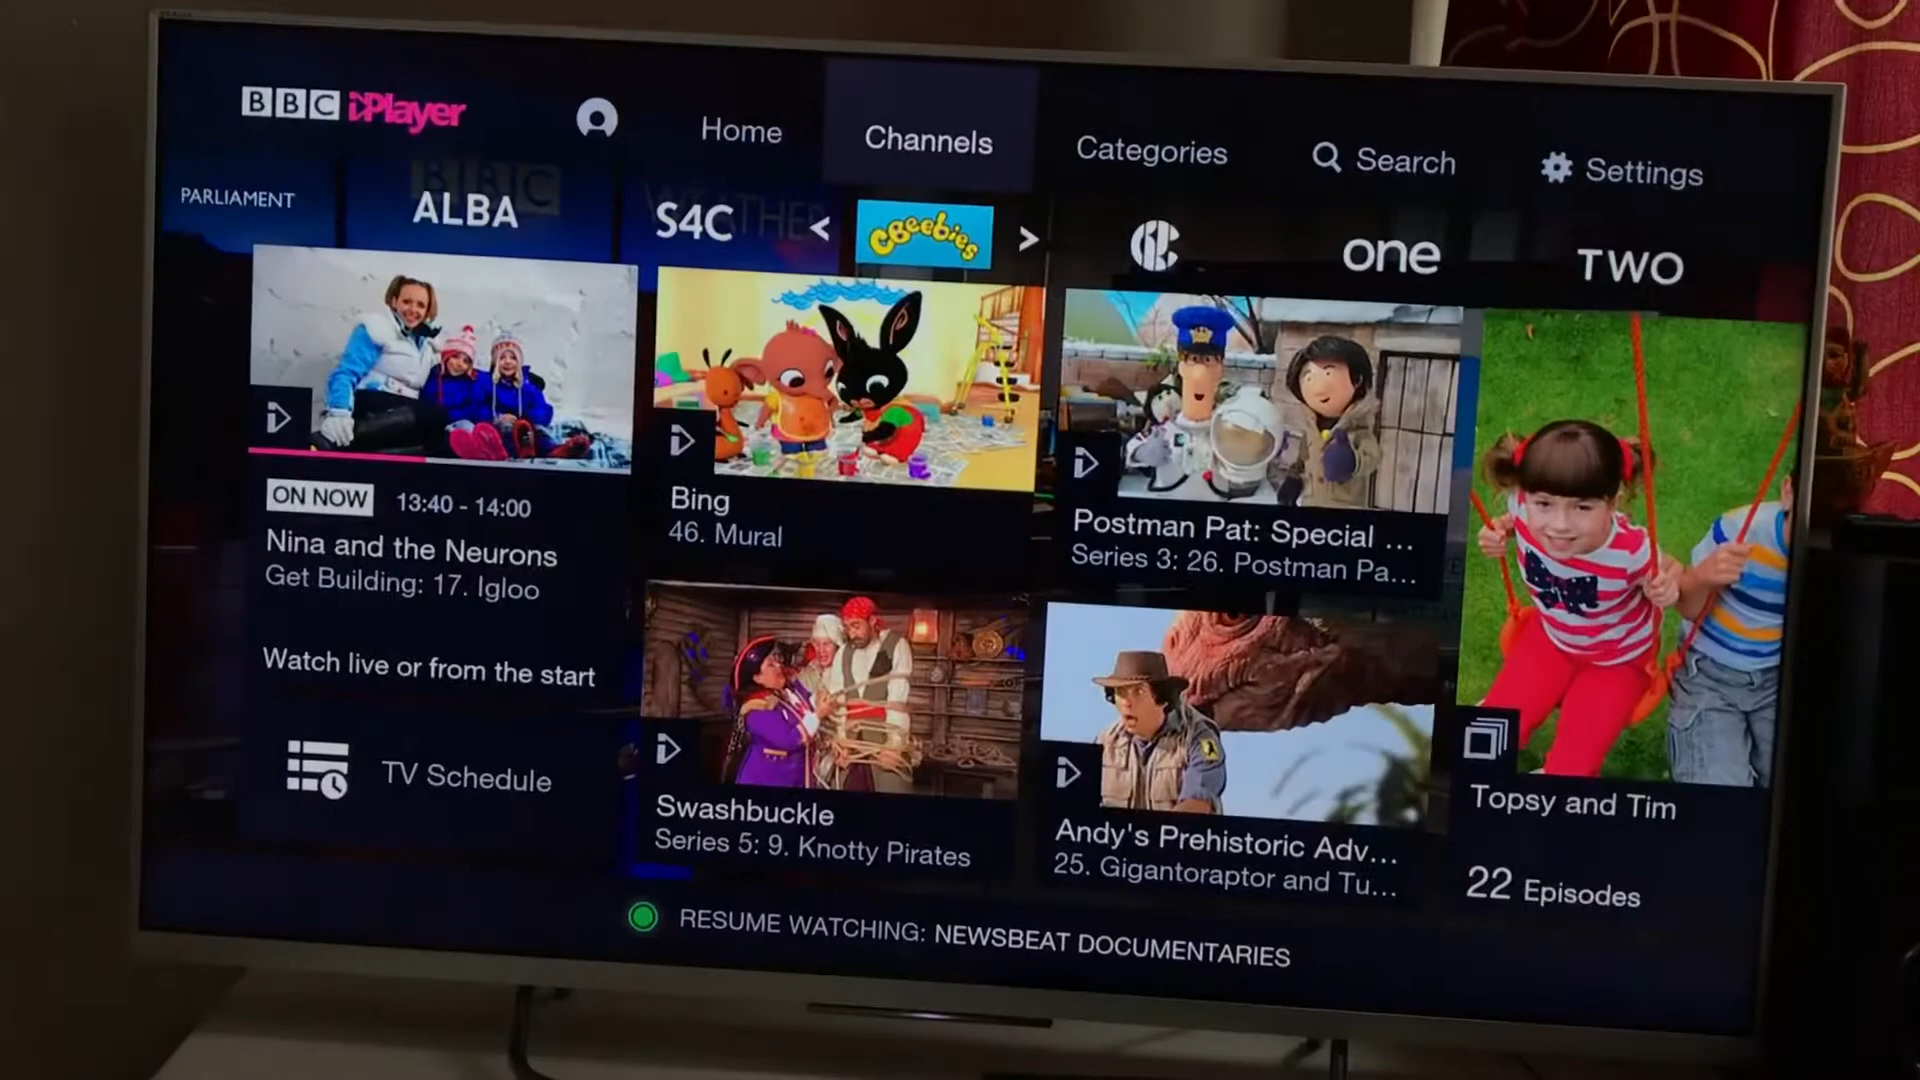 BBC iPlayer
Home
Channels
Categories
Search
Settings
PARLIAMENT
BBC
ALBA
S4C
<
CBeebies
>
one
TWO
ON NOW 13:40 - 14:00
Nina and the Neurons
Get Building: 17. Igloo
Watch live or from the start
TV Schedule
Bing
46. Mural
Postman Pat: Special ...
Series 3: 26. Postman Pa...
Swashbuckle
Series 5: 9. Knotty Pirates
Andy's Prehistoric Adv...
25. Gigantoraptor and Tu...
Topsy and Tim
22 Episodes
RESUME WATCHING: NEWSBEAT DOCUMENTARIES